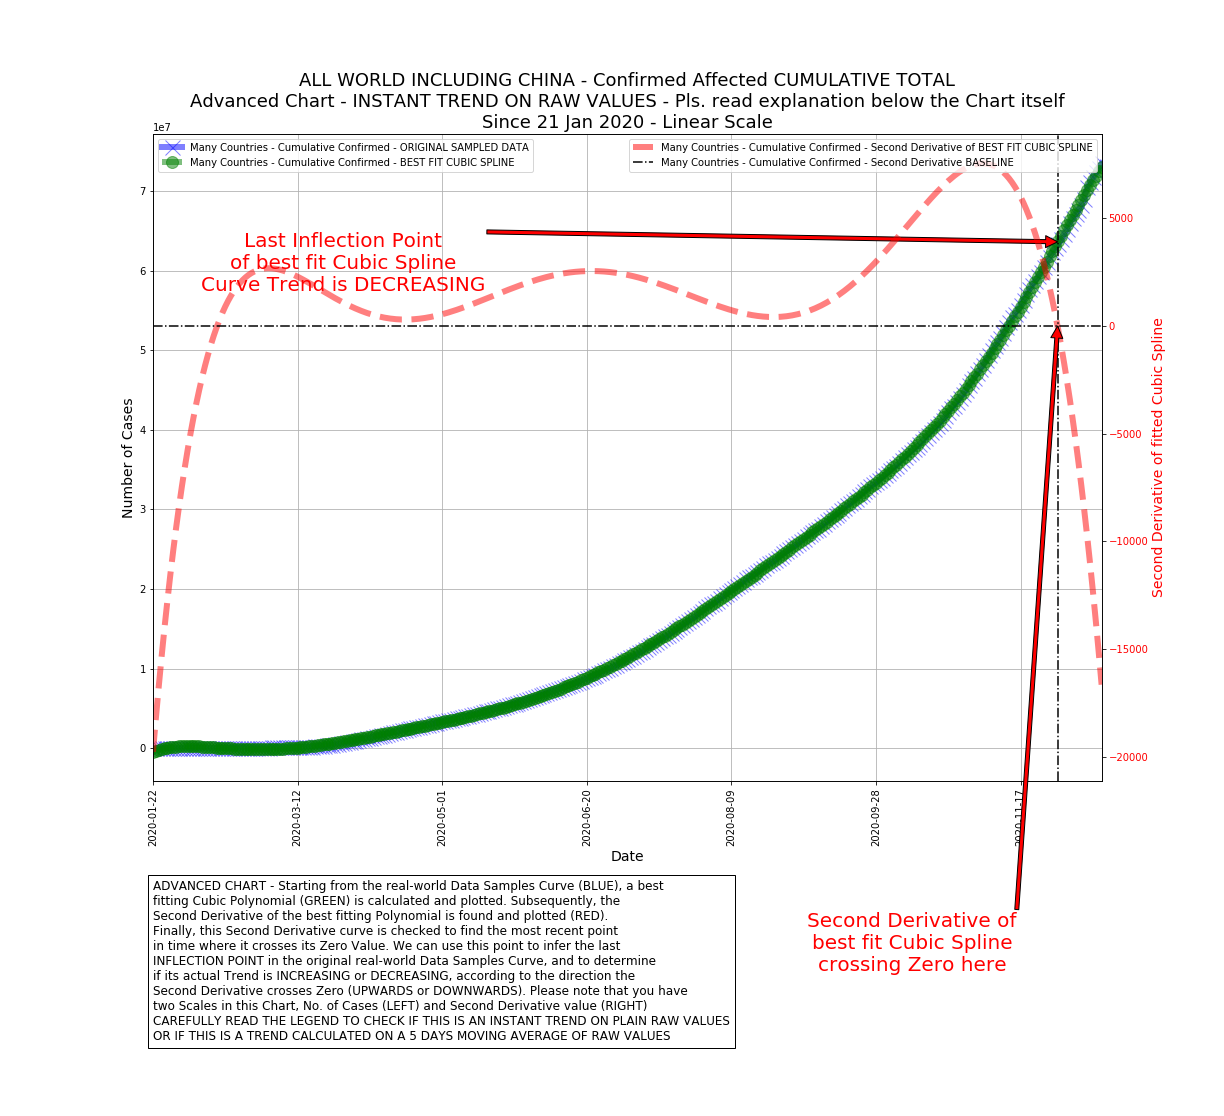 ALL WORLD INCLUDING CHINA - Confirmed Affected CUMULATIVE TOTAL
Advanced Chart - INSTANT TREND ON RAW VALUES - Pls. read explanation below the Chart itself
Since 21 Jan 2020 - Linear Scale
1e7
Many Countries - Cumulative Confirmed - ORIGINAL SAMPLED DATA
Many Countries - Cumulative Confirmed - BEST FIT CUBIC SPLINE
Many Countries - Cumulative Confirmed - Second Derivative of BEST FIT CUBIC SPLINE
Many Countries - Cumulative Confirmed - Second Derivative BASELINE
Last Inflection Point
of best fit Cubic Spline
Curve Trend is DECREASING
7
6
5
4
3
2
1
0
Number of Cases
5000
0
−5000
−10000
−15000
−20000
Second Derivative of fitted Cubic Spline
2020-01-22
2020-03-12
2020-05-01
2020-06-20
2020-08-09
2020-09-28
2020-11-17
Date
ADVANCED CHART - Starting from the real-world Data Samples Curve (BLUE), a best
fitting Cubic Polynomial (GREEN) is calculated and plotted. Subsequently, the
Second Derivative of the best fitting Polynomial is found and plotted (RED).
Finally, this Second Derivative curve is checked to find the most recent point
in time where it crosses its Zero Value. We can use this point to infer the last
INFLECTION POINT in the original real-world Data Samples Curve, and to determine
if its actual Trend is INCREASING or DECREASING, according to the direction the
Second Derivative crosses Zero (UPWARDS or DOWNWARDS). Please note that you have
two Scales in this Chart, No. of Cases (LEFT) and Second Derivative value (RIGHT)
CAREFULLY READ THE LEGEND TO CHECK IF THIS IS AN INSTANT TREND ON PLAIN RAW VALUES
OR IF THIS IS A TREND CALCULATED ON A 5 DAYS MOVING AVERAGE OF RAW VALUES
Second Derivative of
best fit Cubic Spline
crossing Zero here